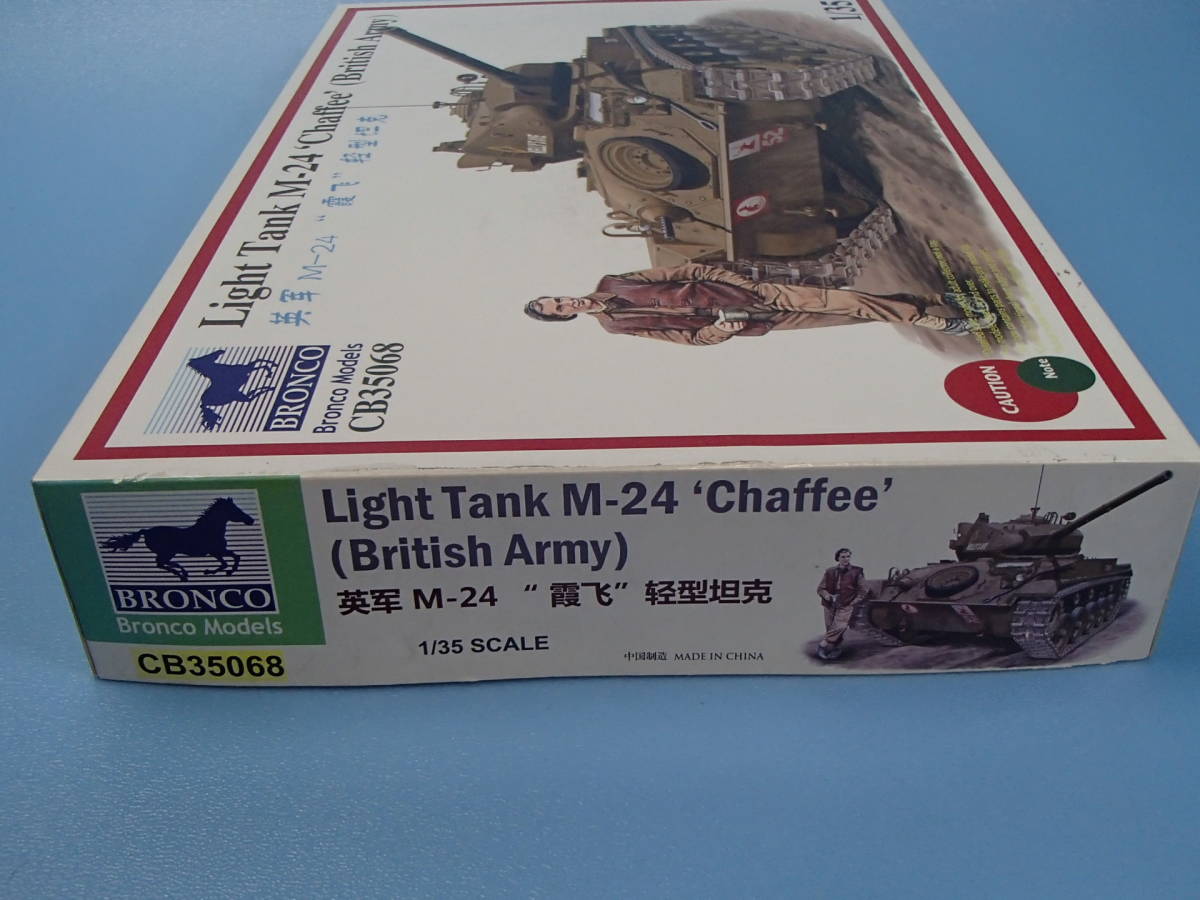 Light Tank M-24 ‘Chaffee’ (British Army)
英军 M-24 “霞飞” 轻型坦克
1/35
BRONCO
Bronco Models
CB35068
52
CAUTION
Note
BRONCO
Bronco Models
CB35068
Light Tank M-24 ‘Chaffee’
(British Army)
英军 M-24 “霞飞” 轻型坦克
1/35 SCALE
中国制造 MADE IN CHINA